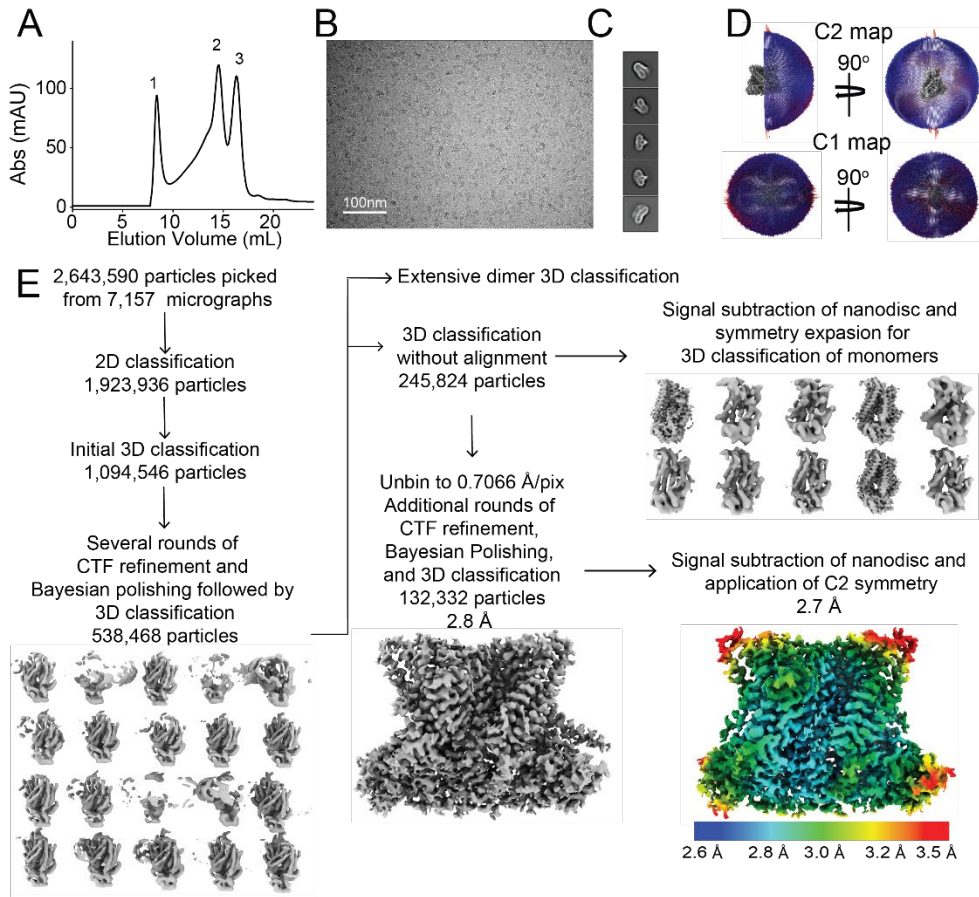 A
Abs (mAU)
100
50
0
1
2
3
0
5
10
15
20
Elution Volume (mL)
B
100nm
C
D
C2 map
90°
C1 map
90°
E
2,643,590 particles picked
from 7,157 micrographs
2D classification
1,923,936 particles
Initial 3D classification
1,094,546 particles
Several rounds of
CTF refinement and
Bayesian polishing followed by
3D classification
538,468 particles
Extensive dimer 3D classification
3D classification
without alignment
245,824 particles
Unbin to 0.7066 Å/pix
Additional rounds of
CTF refinement,
Bayesian Polishing,
and 3D classification
132,332 particles
2.8 Å
Signal subtraction of nanodisc and
symmetry expasion for
3D classification of monomers
Signal subtraction of nanodisc and
application of C2 symmetry
2.7 Å
2.6 Å 2.8 Å 3.0 Å 3.2 Å 3.5 Å